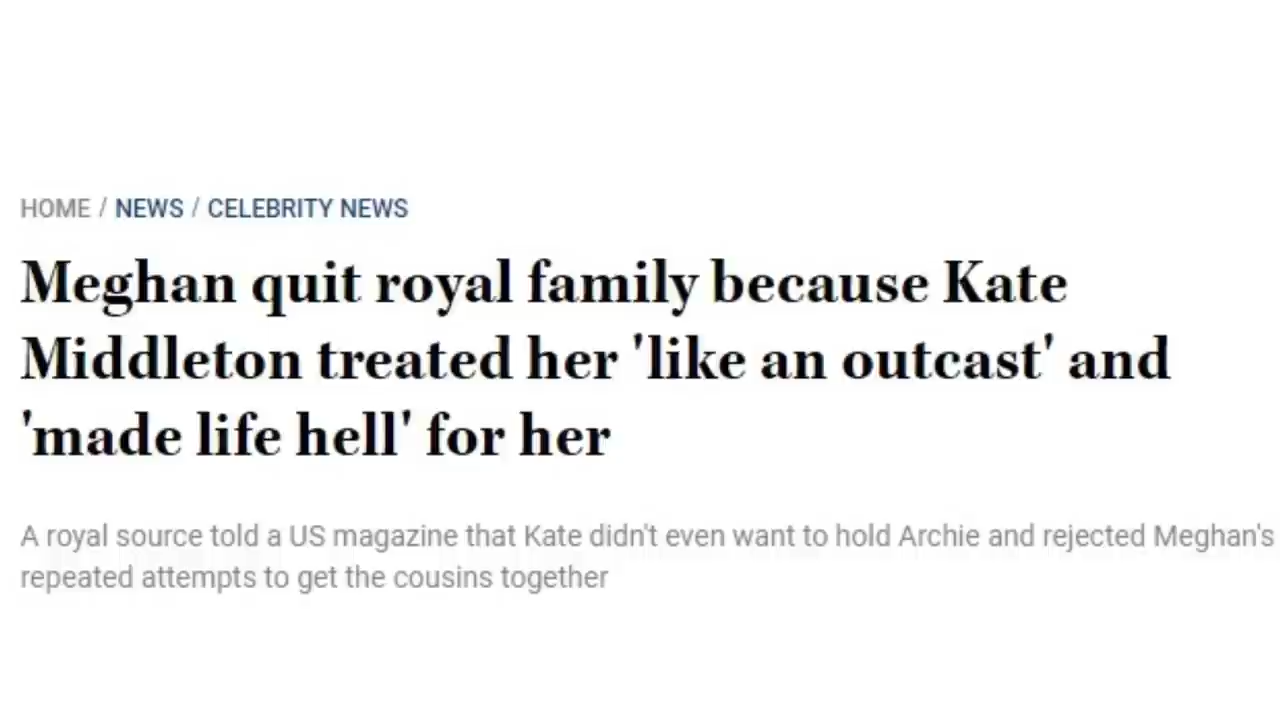 HOME / NEWS / CELEBRITY NEWS
Meghan quit royal family because Kate
Middleton treated her 'like an outcast' and
'made life hell' for her
A royal source told a US magazine that Kate didn't even want to hold Archie and rejected Meghan's
repeated attempts to get the cousins together